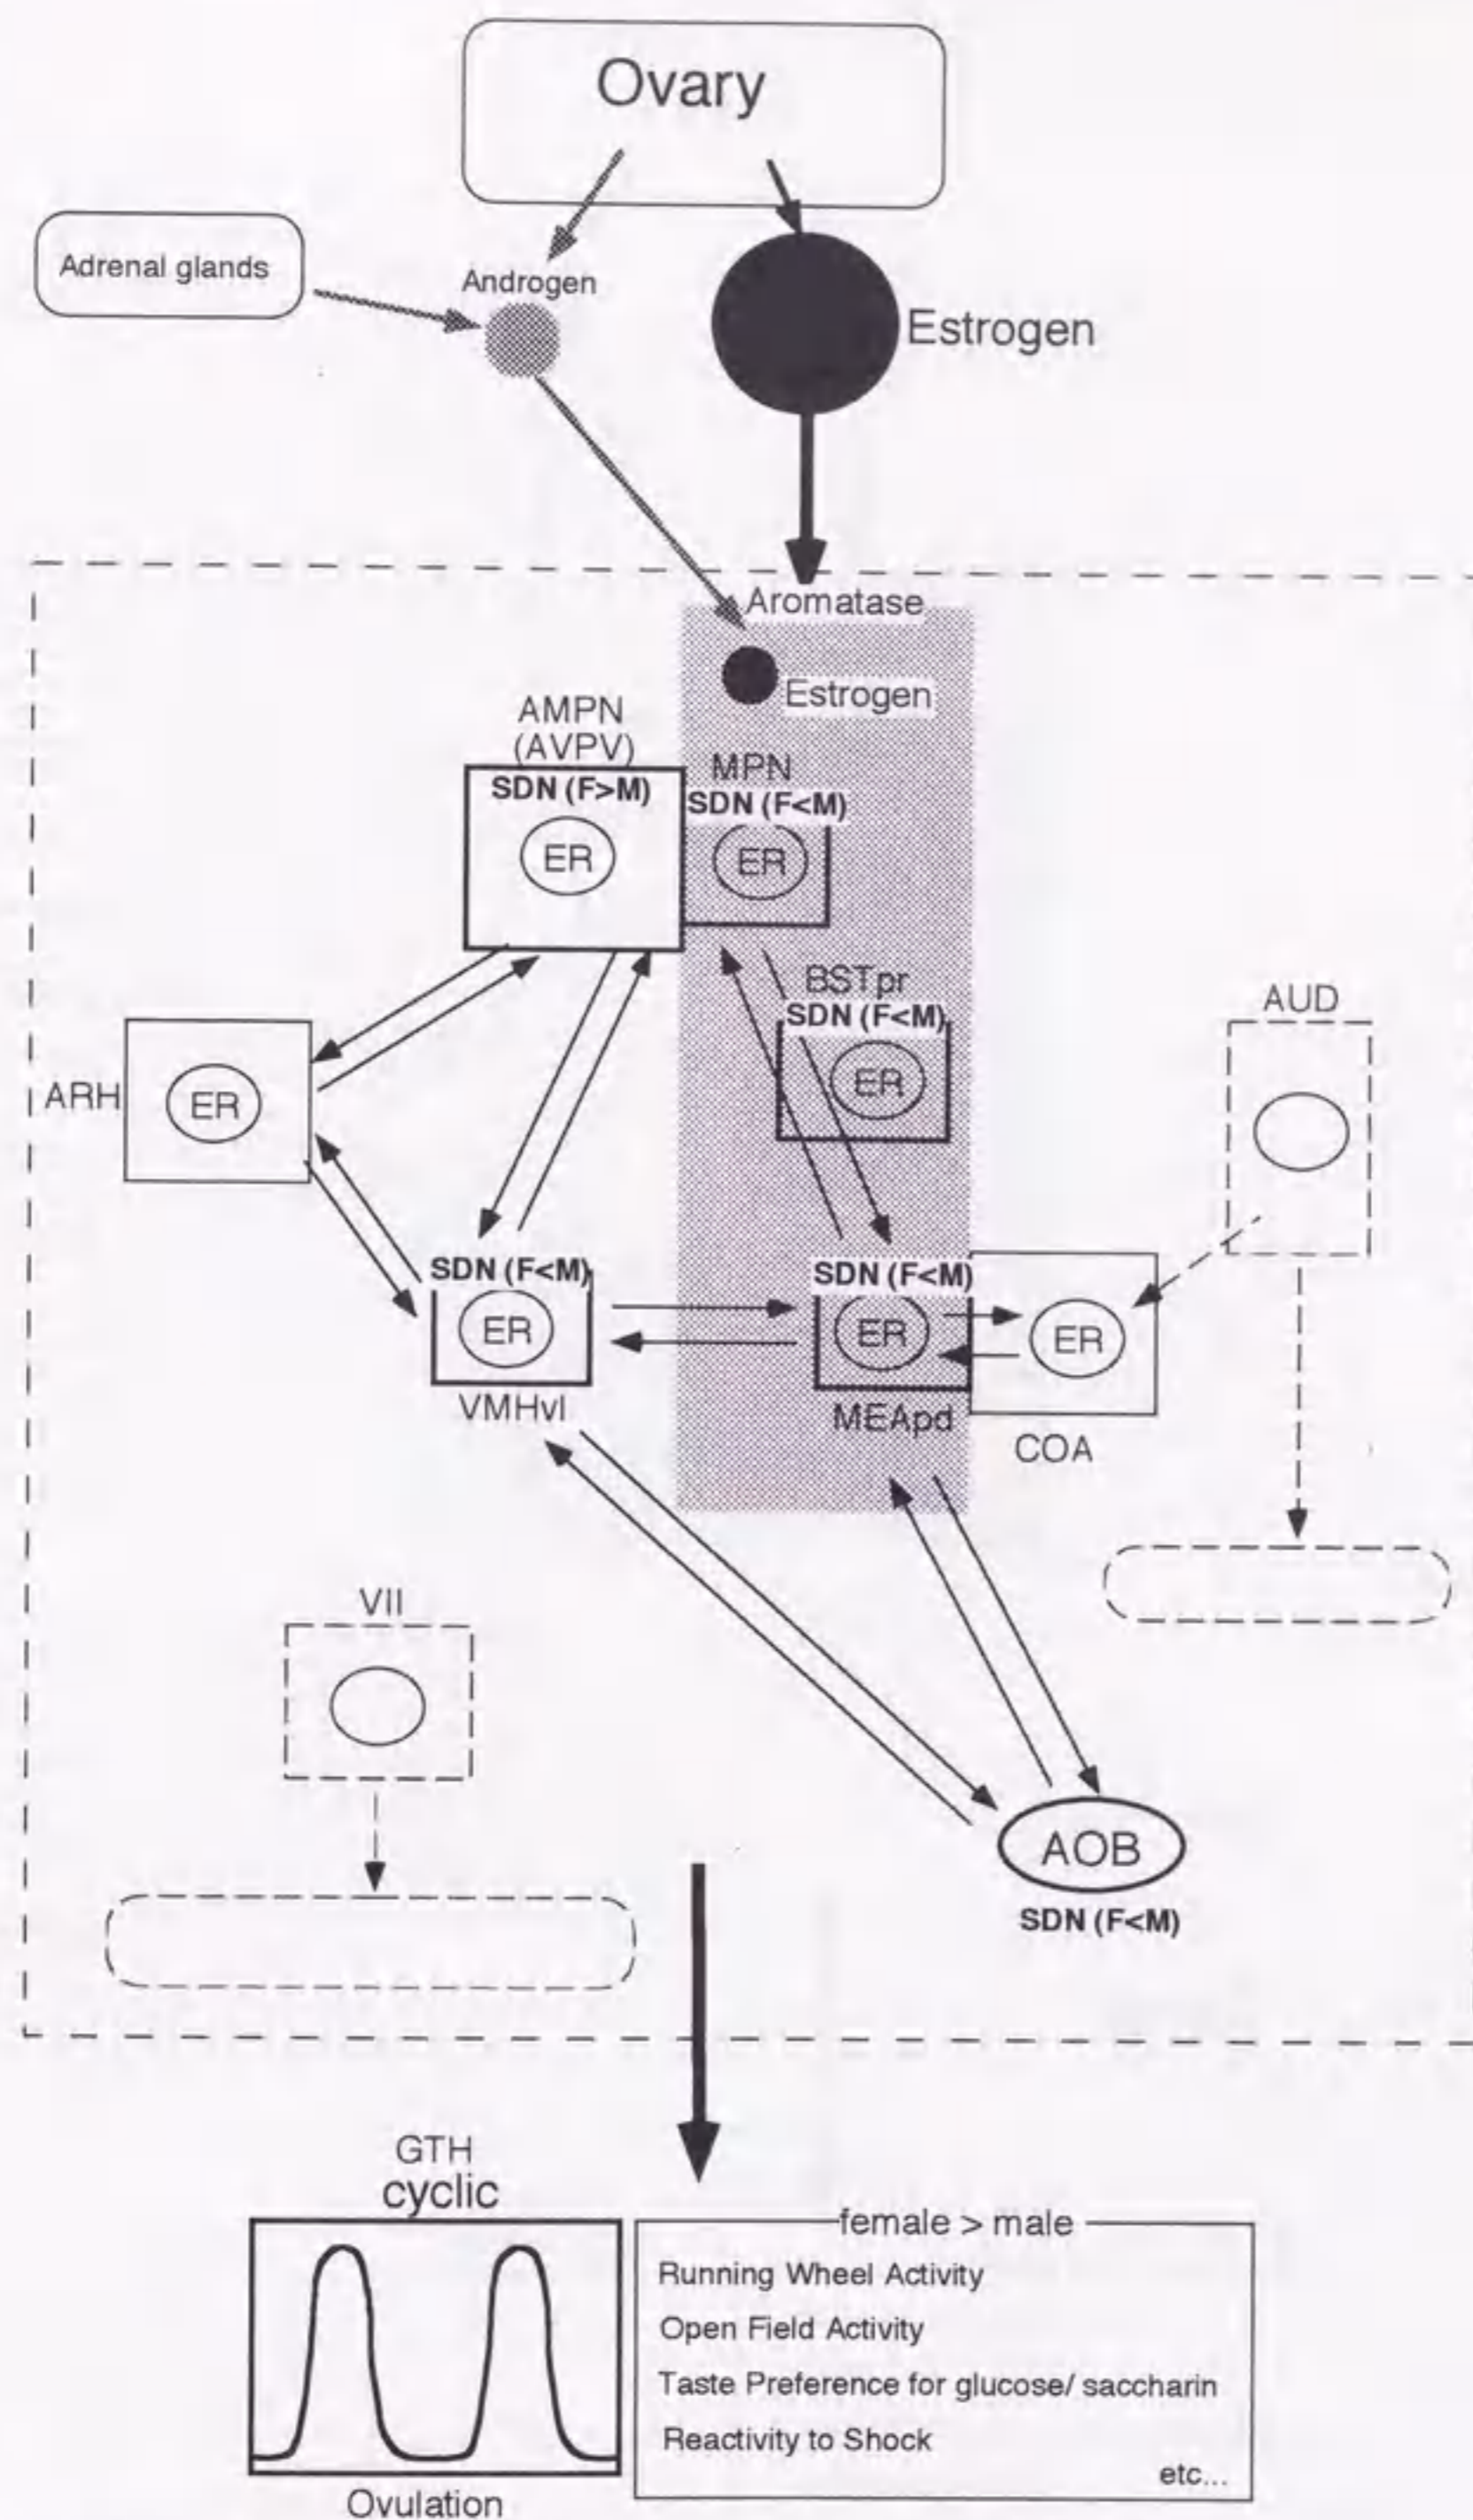 Ovary
Adrenal glands
Androgen
Estrogen
Aromatase
Estrogen
AMPN
(AVPV)
SDN (F>M)
ER
MPN
SDN (F<M)
ER
BSTpr
SDN (F<M)
ER
AUD
ARH
ER
SDN (F<M)
ER
VMHvl
SDN (F<M)
ER
MEApd
ER
COA
VII
AOB
SDN (F<M)
GTH
cyclic
Ovulation
female > male
Running Wheel Activity
Open Field Activity
Taste Preference for glucose/ saccharin
Reactivity to Shock
etc...